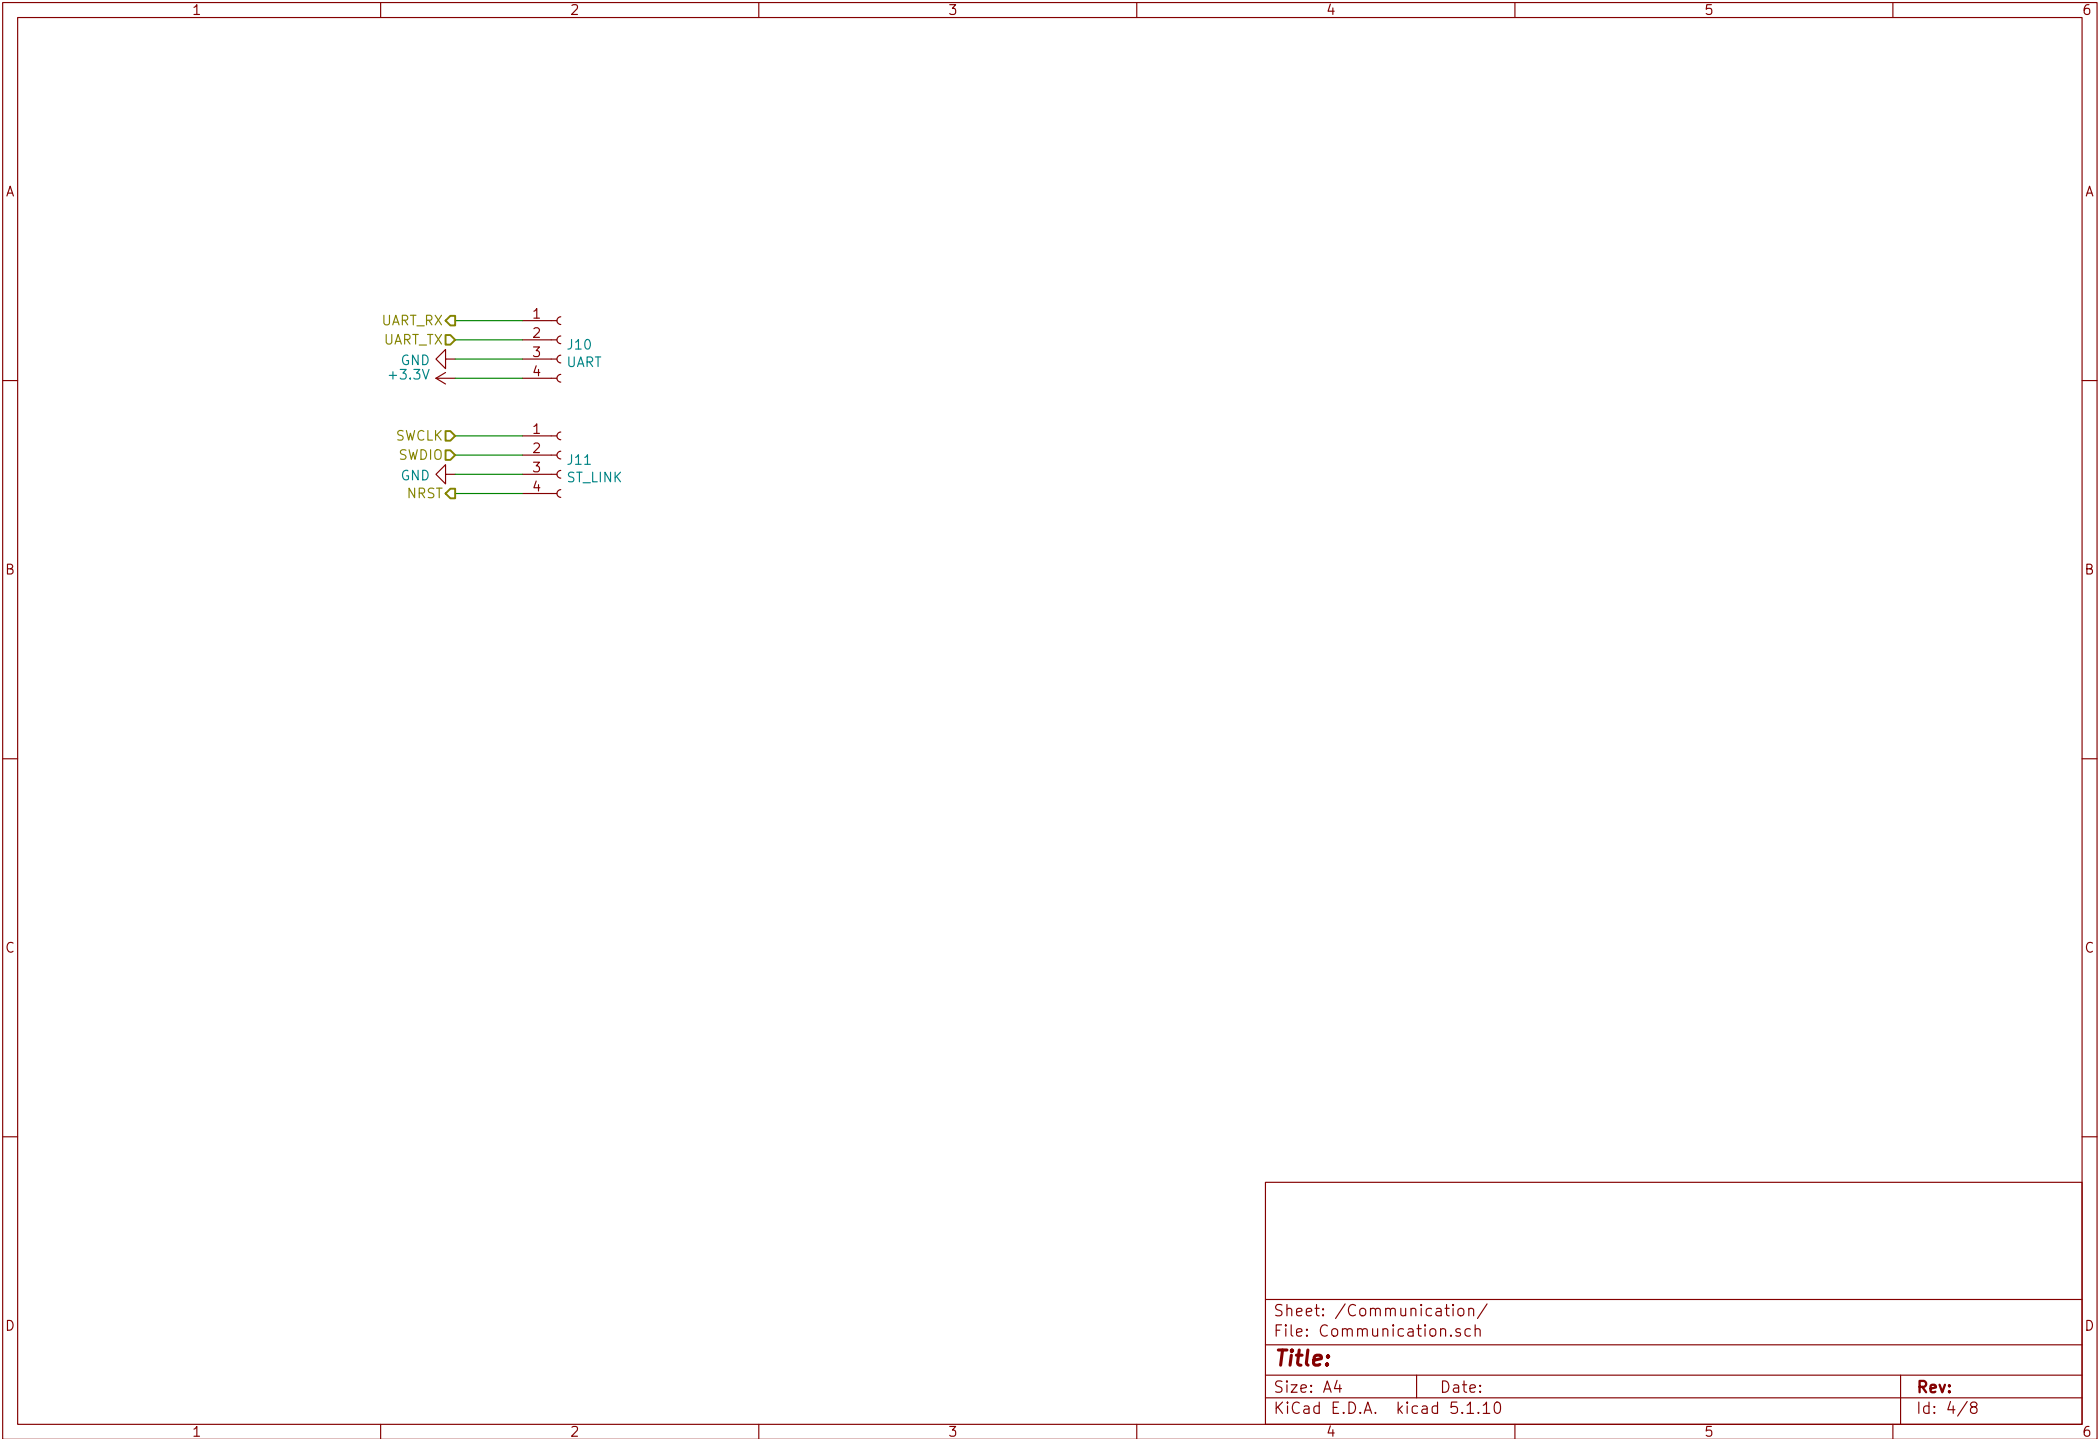 1 2 3 4 5 6
A A
UART_RX 1
UART_TX 2
J10
GND 3
UART
+3.3V 4
SWCLK 1
SWDIO 2
J11
GND 3
ST_LINK
NRST 4
B B
C C
Sheet: /Communication/
D D
File: Communication.sch
Title:
Size: A4 Date: Rev:
KiCad E.D.A. kicad 5.1.10 Id: 4/8
1 2 3 4 5 6